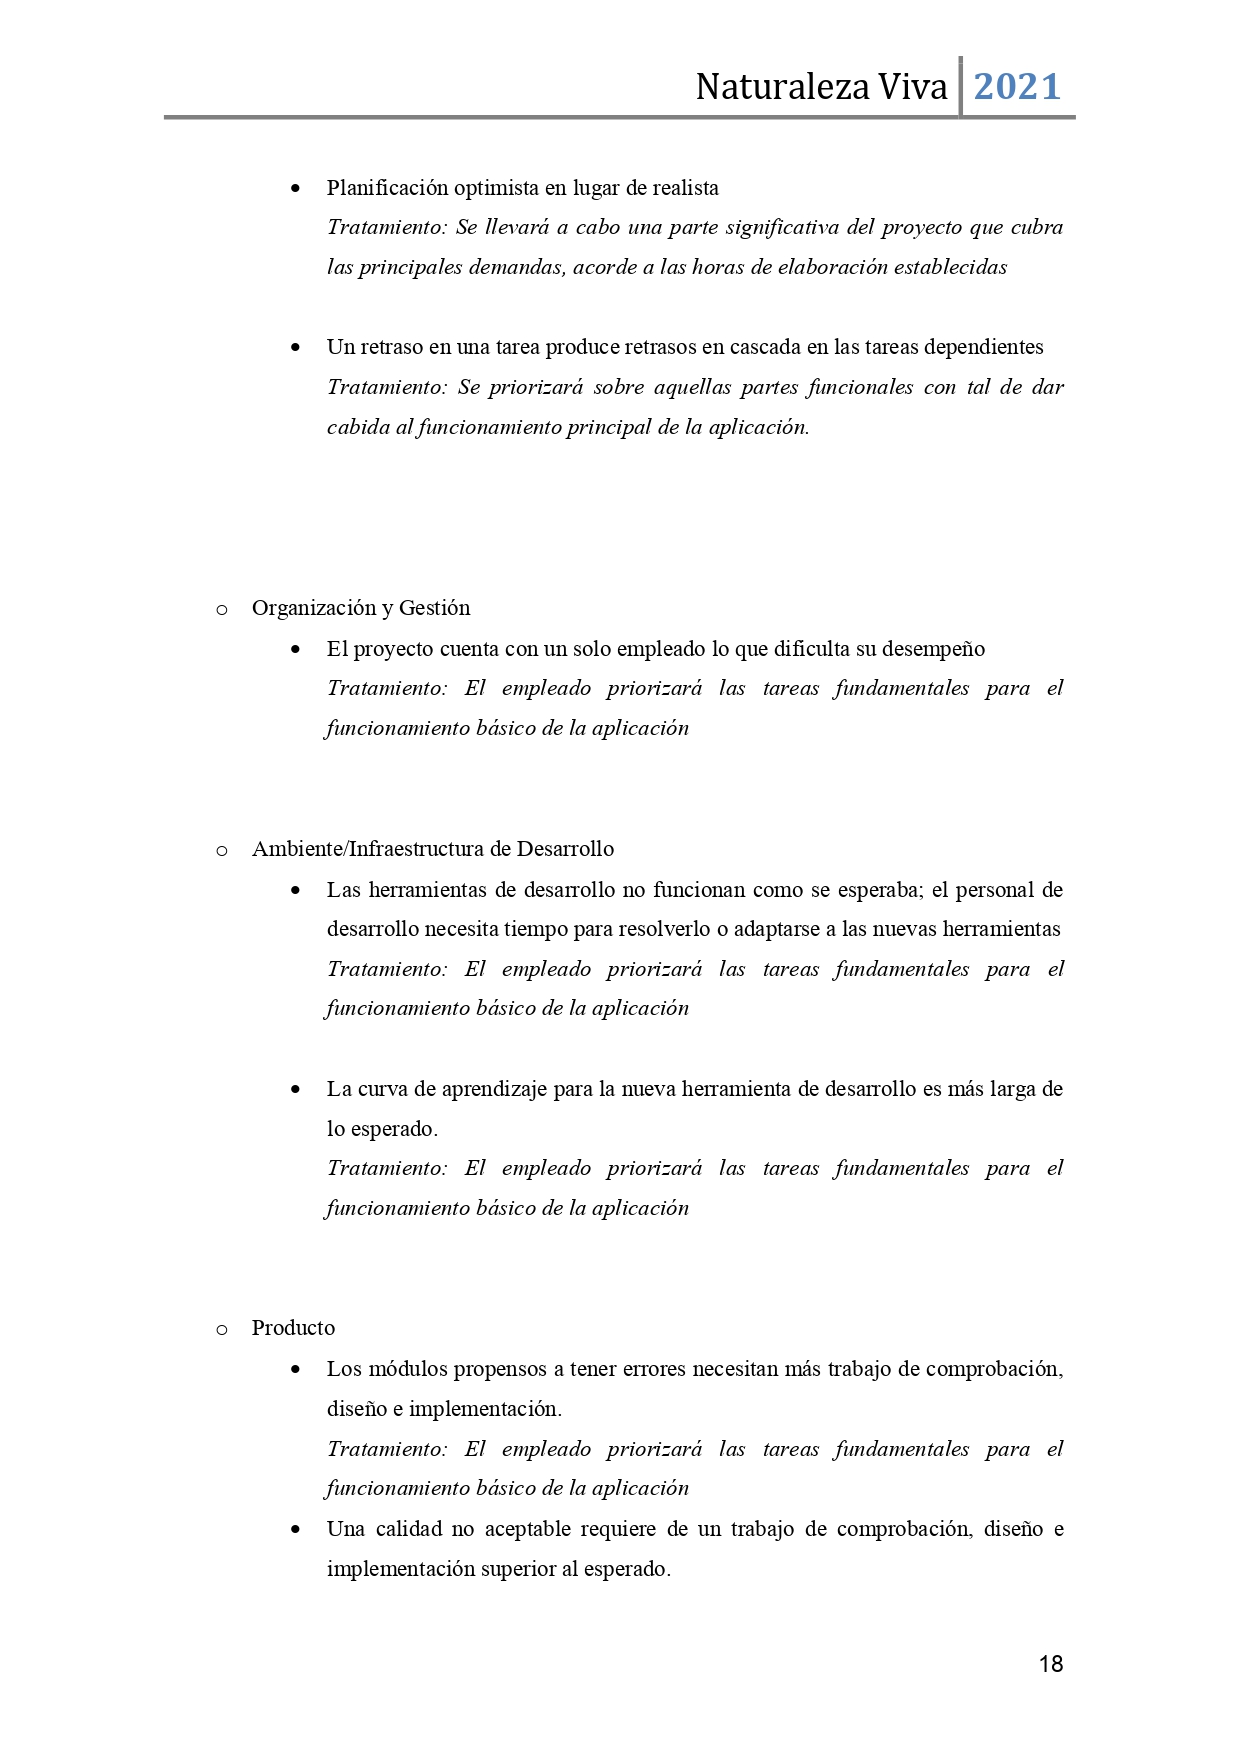 Naturaleza Viva 2021
• Planificación optimista en lugar de realista
Tratamiento: Se llevará a cabo una parte significativa del proyecto que cubra
las principales demandas, acorde a las horas de elaboración establecidas
• Un retraso en una tarea produce retrasos en cascada en las tareas dependientes
Tratamiento: Se priorizará sobre aquellas partes funcionales con tal de dar
cabida al funcionamiento principal de la aplicación.
o Organización y Gestión
• El proyecto cuenta con un solo empleado lo que dificulta su desempeño
Tratamiento: El empleado priorizará las tareas fundamentales para el
funcionamiento básico de la aplicación
o Ambiente/Infraestructura de Desarrollo
• Las herramientas de desarrollo no funcionan como se esperaba; el personal de
desarrollo necesita tiempo para resolverlo o adaptarse a las nuevas herramientas
Tratamiento: El empleado priorizará las tareas fundamentales para el
funcionamiento básico de la aplicación
• La curva de aprendizaje para la nueva herramienta de desarrollo es más larga de
lo esperado.
Tratamiento: El empleado priorizará las tareas fundamentales para el
funcionamiento básico de la aplicación
o Producto
• Los módulos propensos a tener errores necesitan más trabajo de comprobación,
diseño e implementación.
Tratamiento: El empleado priorizará las tareas fundamentales para el
funcionamiento básico de la aplicación
• Una calidad no aceptable requiere de un trabajo de comprobación, diseño e
implementación superior al esperado.
18